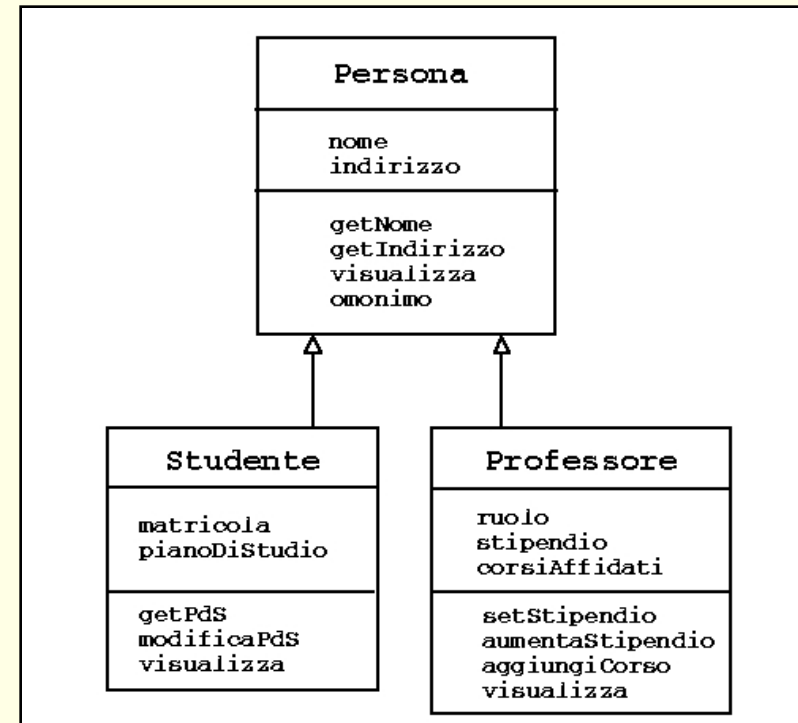 Persona
nome
indirizzo
getNome
getIndirizzo
visualizza
omonimo
Studente
matricola
pianoDiStudio
getPdS
modificaPdS
visualizza
Professore
ruolo
stipendio
corsiAffidati
setStipendio
aumentaStipendio
aggiungiCorso
visualizza